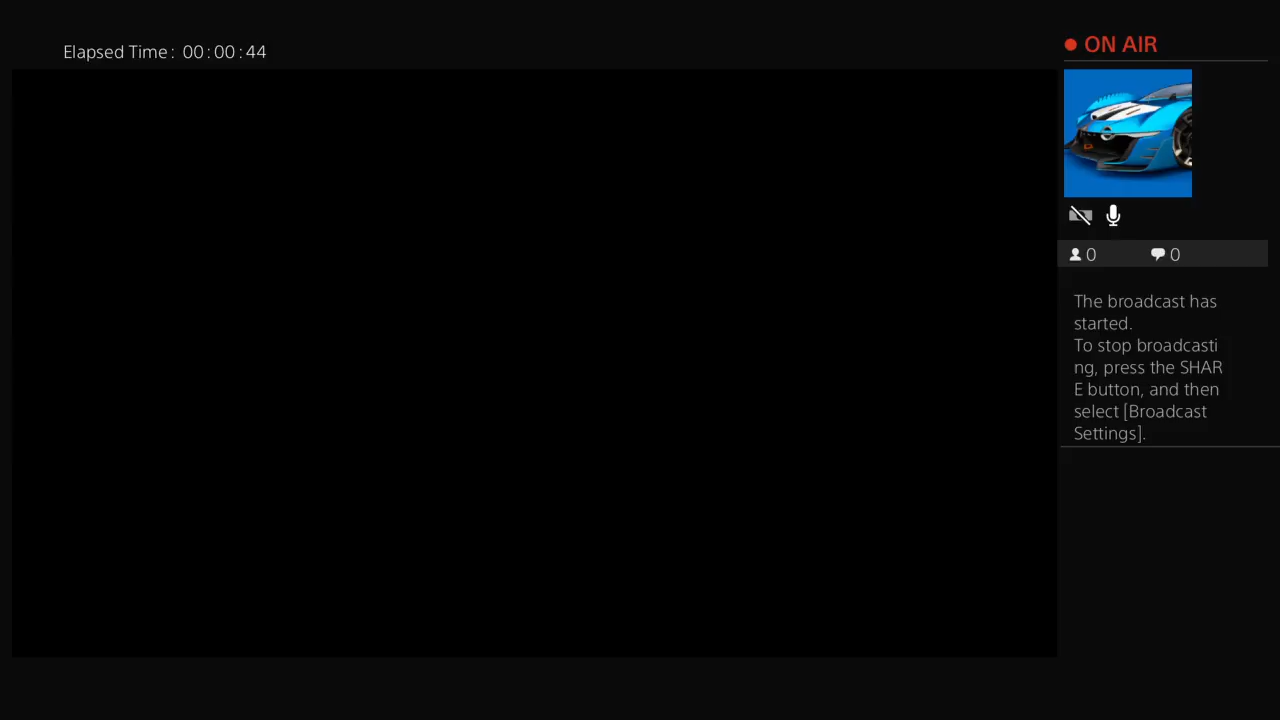 Elapsed Time: 00:00:44
ON AIR
0 0
The broadcast has
started.
To stop broadcasti
ng, press the SHAR
E button, and then
select [Broadcast
Settings].